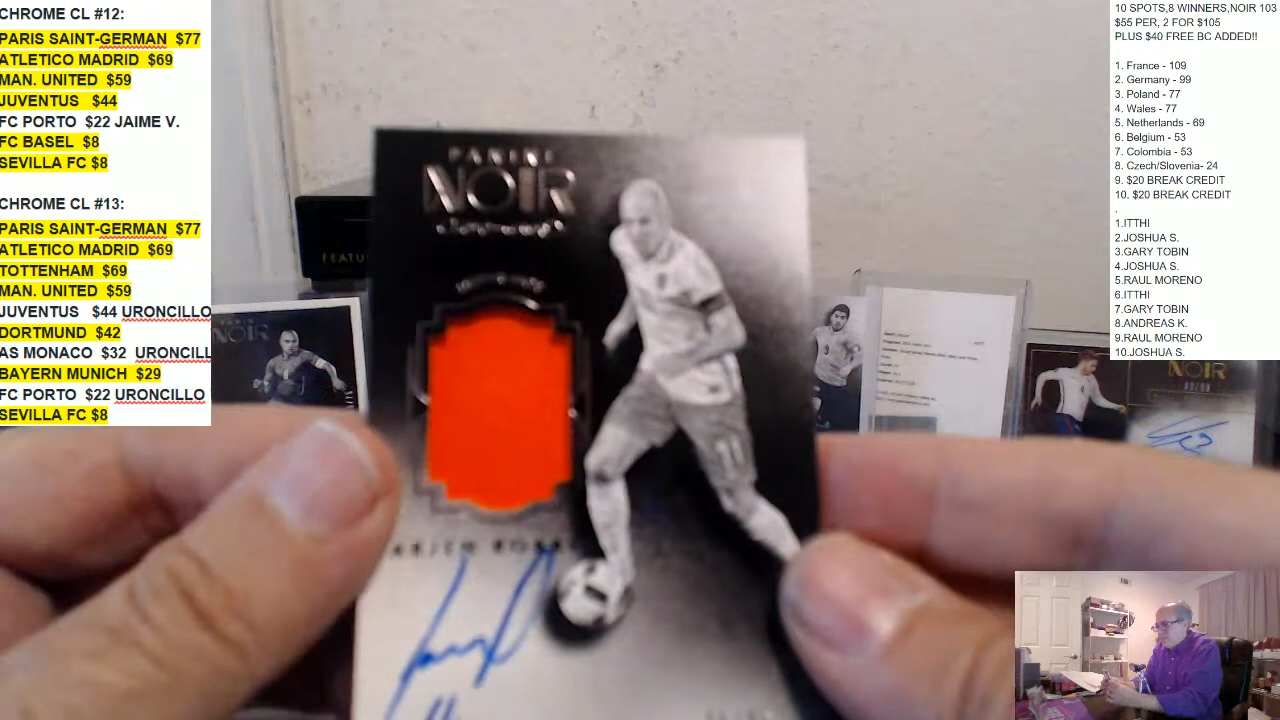 CHROME CL #12:
PARIS SAINT-GERMAN $77
ATLETICO MADRID $69
MAN. UNITED $59
JUVENTUS $44
FC PORTO $22 JAIME V.
FC BASEL $8
SEVILLA FC $8
CHROME CL #13:
PARIS SAINT-GERMAN $77
ATLETICO MADRID $69
TOTTENHAM $69
MAN. UNITED $59
JUVENTUS $44 URONCILLO
DORTMUND $42
AS MONACO $32 URONCILL
BAYERN MUNICH $29
FC PORTO $22 URONCILLO
SEVILLA FC $8
PANINI
NOIR
ARJEN ROBB
11
FEATU
PANINI
NOIR
NOIR
10 SPOTS,8 WINNERS,NOIR 103
$55 PER, 2 FOR $105
PLUS $40 FREE BC ADDED!!
1. France - 109
2. Germany - 99
3. Poland - 77
4. Wales - 77
5. Netherlands - 69
6. Belgium - 53
7. Colombia - 53
8. Czech/Slovenia- 24
9. $20 BREAK CREDIT
10. $20 BREAK CREDIT
.
1.ITTHI
2.JOSHUA S.
3.GARY TOBIN
4.JOSHUA S.
5.RAUL MORENO
6.ITTHI
7.GARY TOBIN
8.ANDREAS K.
9.RAUL MORENO
10.JOSHUA S.